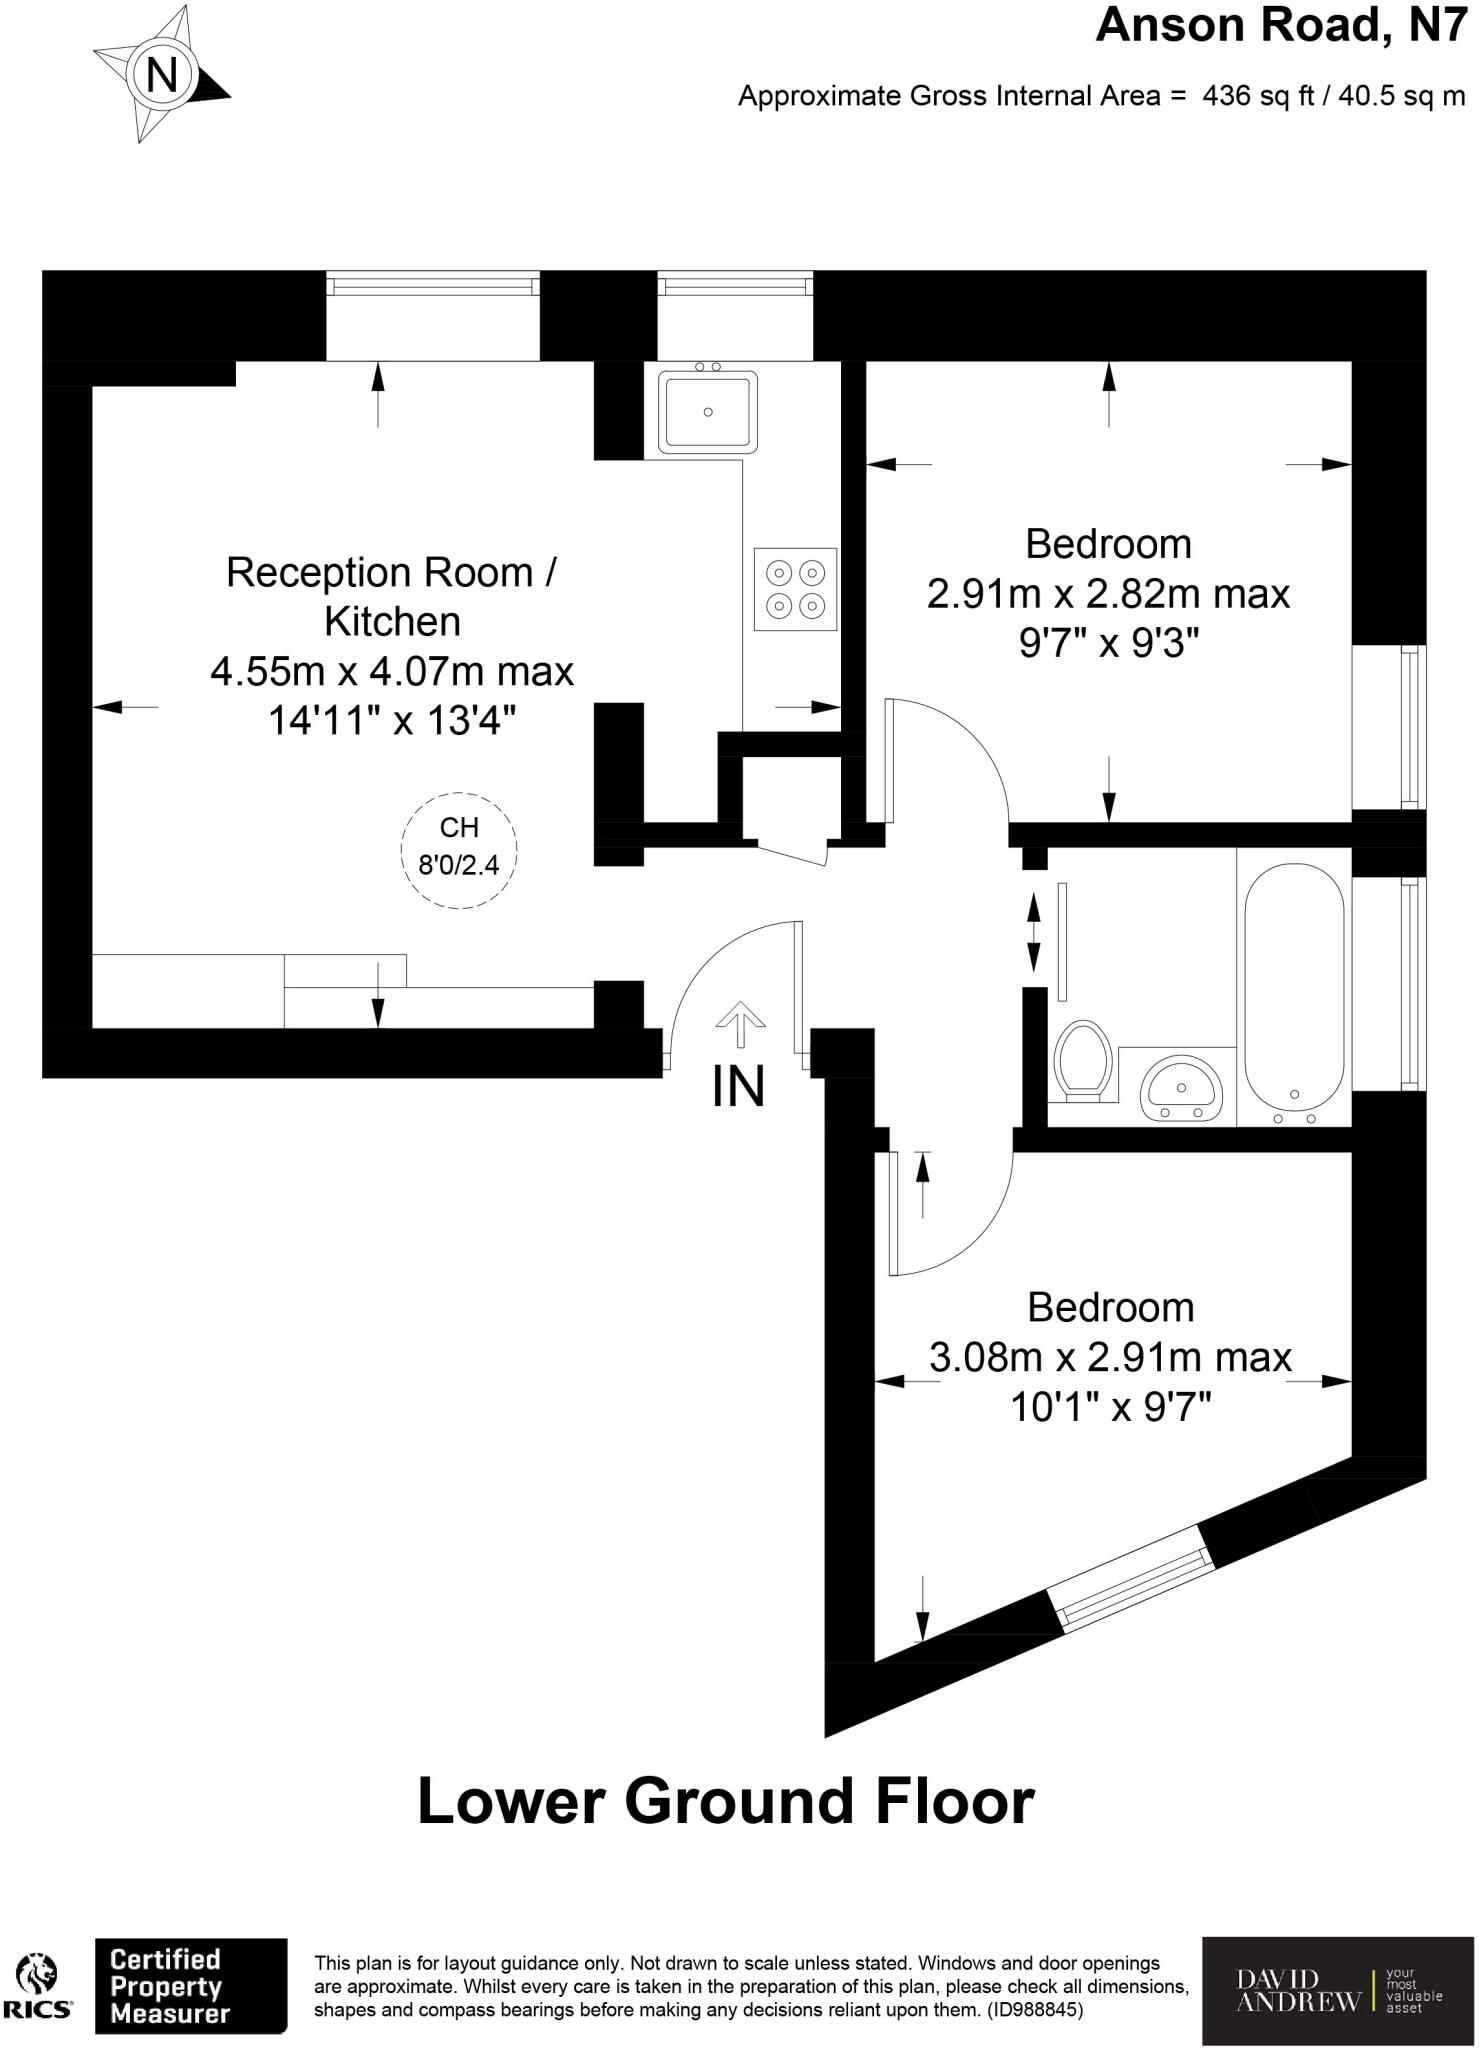 Anson Road, N7
Approximate Gross Internal Area = 436 sq ft / 40.5 sq m
N
Reception Room /
Kitchen
4.55m x 4.07m max
14'11" x 13'4"
CH
8'0/2.4
Bedroom
2.91m x 2.82m max
9'7" x 9'3"
IN
Bedroom
3.08m x 2.91m max
10'1" x 9'7"
Lower Ground Floor
RICS
Certified
Property
Measurer
This plan is for layout guidance only. Not drawn to scale unless stated. Windows and door openings
are approximate. Whilst every care is taken in the preparation of this plan, please check all dimensions,
shapes and compass bearings before making any decisions reliant upon them. (ID988845)
DAVID
ANDREW
your
most
valuable
asset